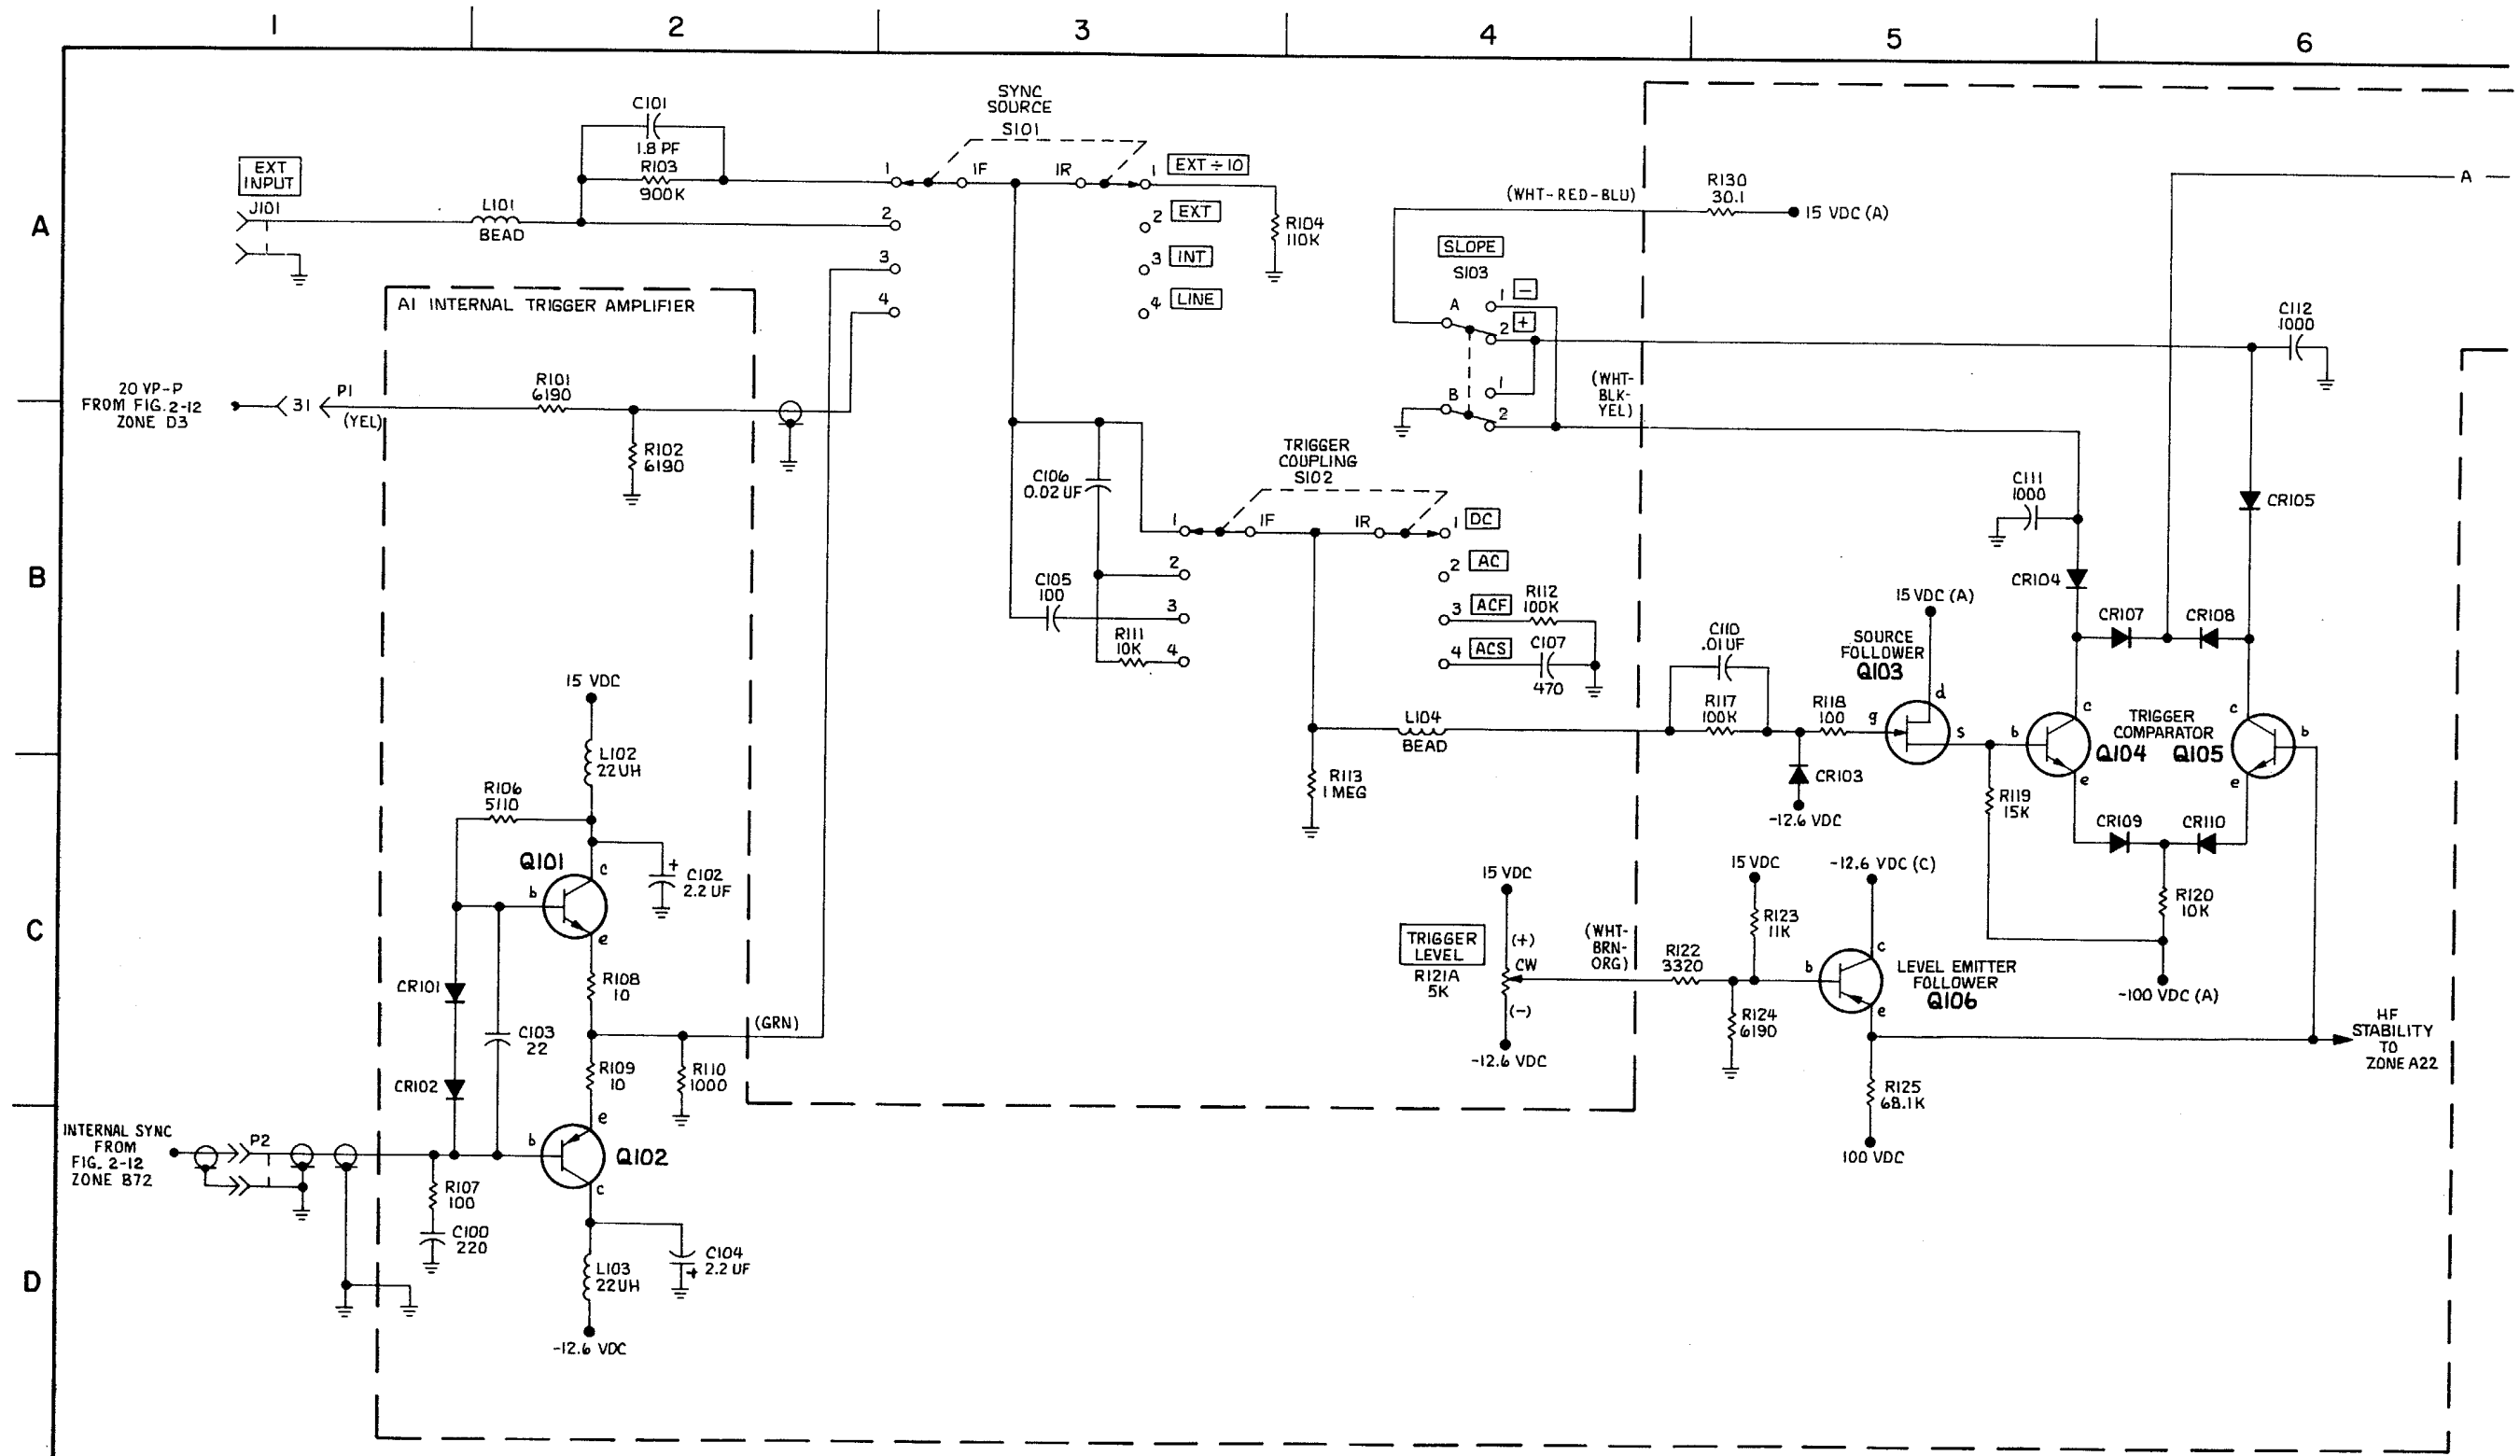 1
2
3
4
5
6
A
B
C
D
EXT
INPUT
J101
L101
BEAD
C101
1.8 PF
R103
900K
SYNC
SOURCE
S101
1
1F
1R
1
EXT ÷ 10
2
2
EXT
3
3
INT
4
4
LINE
R104
110K
A1 INTERNAL TRIGGER AMPLIFIER
20 VP-P
FROM FIG. 2-12
ZONE D3
31
P1
(YEL)
R101
6190
R102
6190
(WHT-RED-BLU)
R130
30.1
15 VDC (A)
A
SLOPE
S103
A
1
−
2
+
B
1
2
(WHT-
BLK-
YEL)
C112
1000
C111
1000
CR105
CR104
CR107
CR108
C106
0.02 UF
C105
100
R111
10K
TRIGGER
COUPLING
S102
1
1F
1R
1
DC
2
2
AC
3
3
ACF
4
4
ACS
R112
100K
C107
470
L104
BEAD
R113
1 MEG
C110
.01UF
R117
100K
R118
100
CR103
-12.6 VDC
15 VDC (A)
SOURCE
FOLLOWER
Q103
d
g
s
R119
15K
b
c
e
Q104
TRIGGER
COMPARATOR
Q105
c
b
e
CR109
CR110
R120
10K
-100 VDC (A)
15 VDC
L102
22UH
R106
5110
Q101
b
c
e
C102
2.2 UF
+
R108
10
CR101
C103
22
CR102
R109
10
R110
1000
(GRN)
INTERNAL SYNC
FROM
FIG. 2-12
ZONE B72
P2
R107
100
C100
220
b
e
c
Q102
L103
22UH
C104
2.2 UF
+
-12.6 VDC
15 VDC
TRIGGER
LEVEL
R121A
5K
(+)
CW
(−)
-12.6 VDC
(WHT-
BRN-
ORG)
R122
3320
15 VDC
R123
11K
R124
6190
-12.6 VDC (C)
b
c
e
LEVEL EMITTER
FOLLOWER
Q106
R125
68.1K
100 VDC
HF
STABILITY
TO
ZONE A22